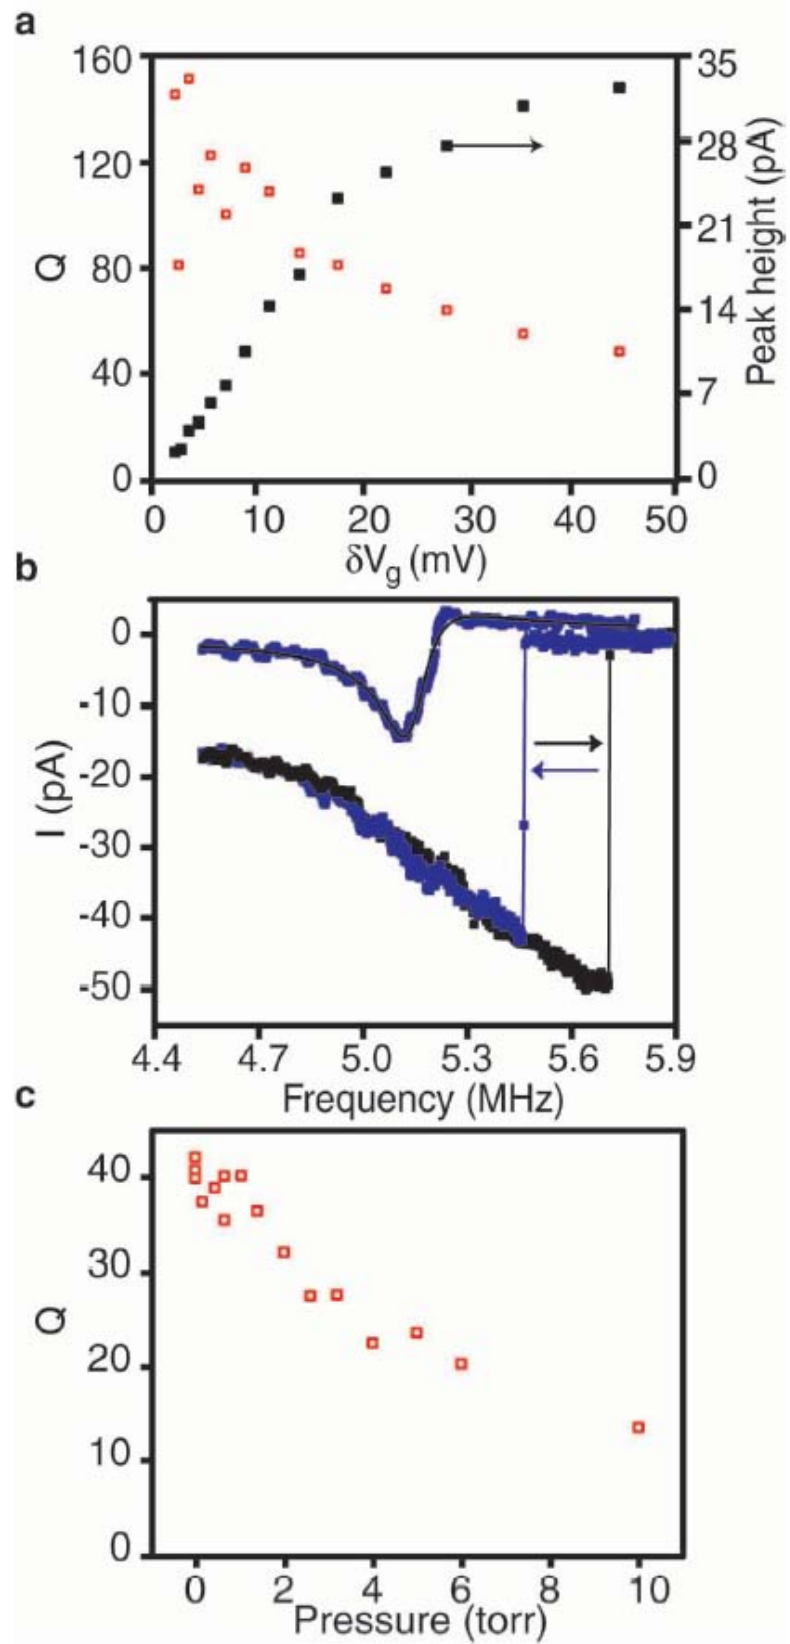 a
160
120
80
40
0
Q
35
28
21
14
7
0
Peak height (pA)
0 10 20 30 40 50
δVg (mV)
b
0
-10
-20
-30
-40
-50
I (pA)
4.4 4.7 5.0 5.3 5.6 5.9
Frequency (MHz)
c
40
30
20
10
0
Q
0 2 4 6 8 10
Pressure (torr)